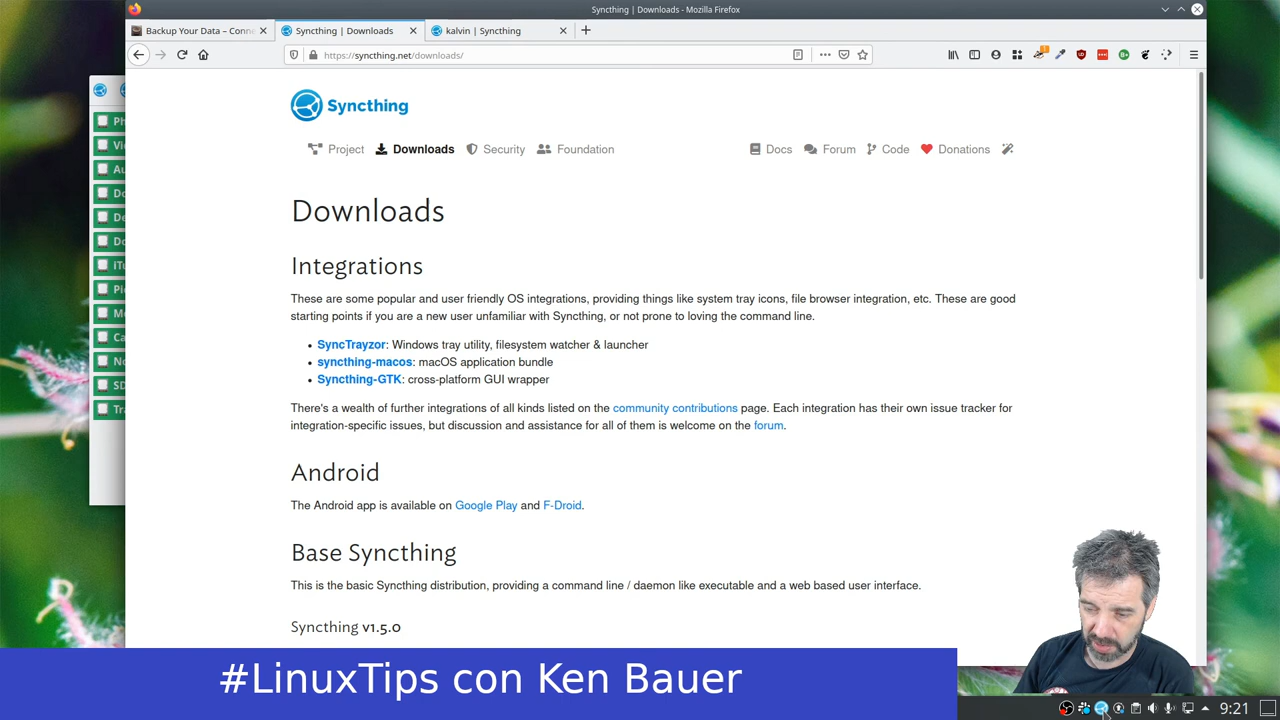 Syncthing | Downloads - Mozilla Firefox
Backup Your Data – Conne
Syncthing | Downloads
kalvin | Syncthing
https://syncthing.net/downloads/
Syncthing
Project
Downloads
Security
Foundation
Docs
Forum
Code
Donations
Downloads
Integrations
These are some popular and user friendly OS integrations, providing things like system tray icons, file browser integration, etc. These are good
starting points if you are a new user unfamiliar with Syncthing, or not prone to loving the command line.
• SyncTrayzor: Windows tray utility, filesystem watcher & launcher
• syncthing-macos: macOS application bundle
• Syncthing-GTK: cross-platform GUI wrapper
There's a wealth of further integrations of all kinds listed on the community contributions page. Each integration has their own issue tracker for
integration-specific issues, but discussion and assistance for all of them is welcome on the forum.
Android
The Android app is available on Google Play and F-Droid.
Base Syncthing
This is the basic Syncthing distribution, providing a command line / daemon like executable and a web based user interface.
Syncthing v1.5.0
#LinuxTips con Ken Bauer
9:21